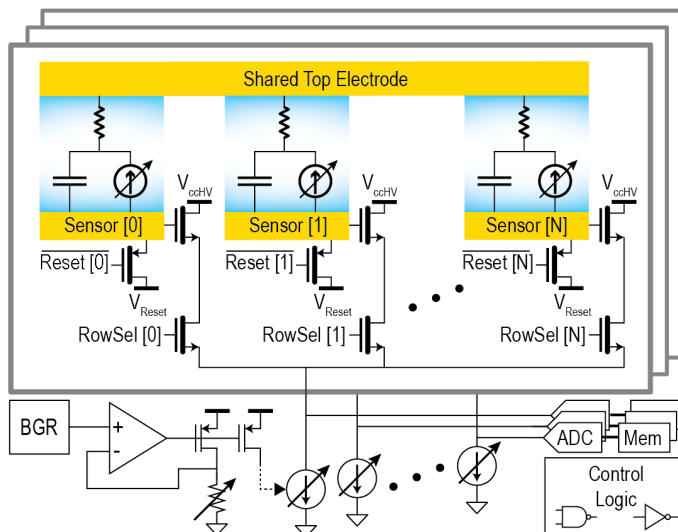 Shared Top Electrode
VccHV
VccHV
VccHV
Sensor [0]
Sensor [1]
Sensor [N]
Reset [0]
Reset [1]
Reset [N]
VReset
VReset
VReset
RowSel [0]
RowSel [1]
RowSel [N]
BGR
+
-
ADC
Mem
Control
Logic